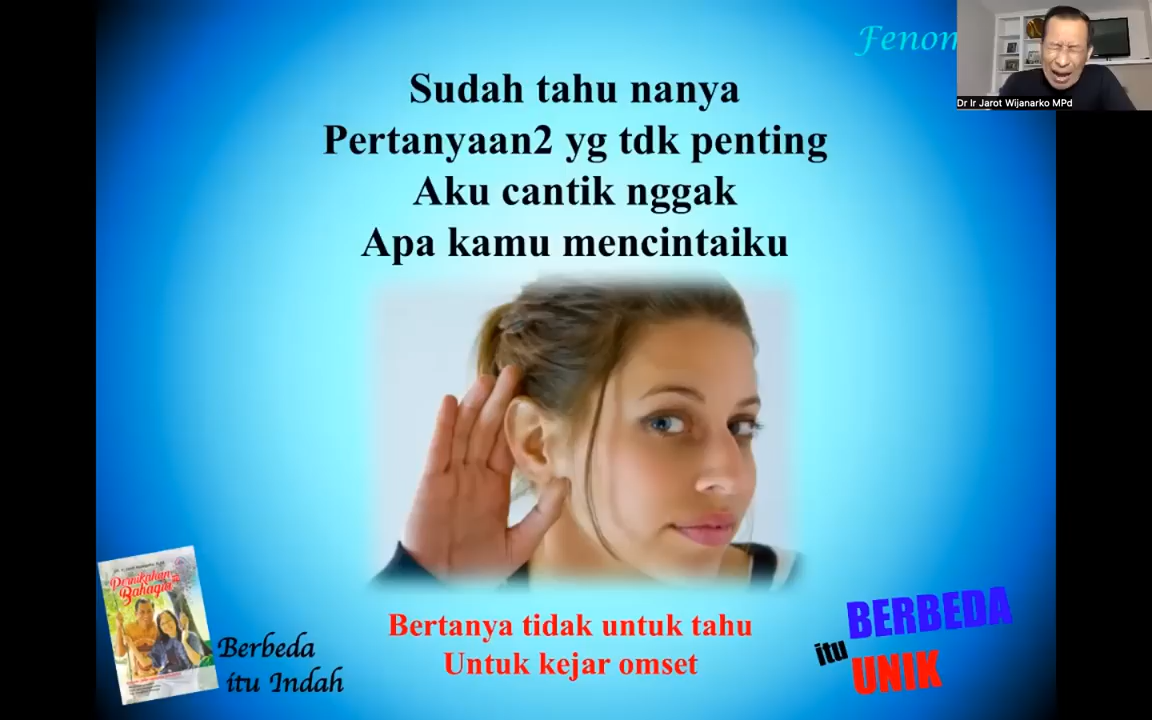 Fenom
Dr Ir Jarot Wijanarko MPd
Sudah tahu nanya
Pertanyaan2 yg tdk penting
Aku cantik nggak
Apa kamu mencintaiku
Bertanya tidak untuk tahu
Untuk kejar omset
Pernikahan
Bahagia
Berbeda
itu Indah
BERBEDA
itu
UNIK